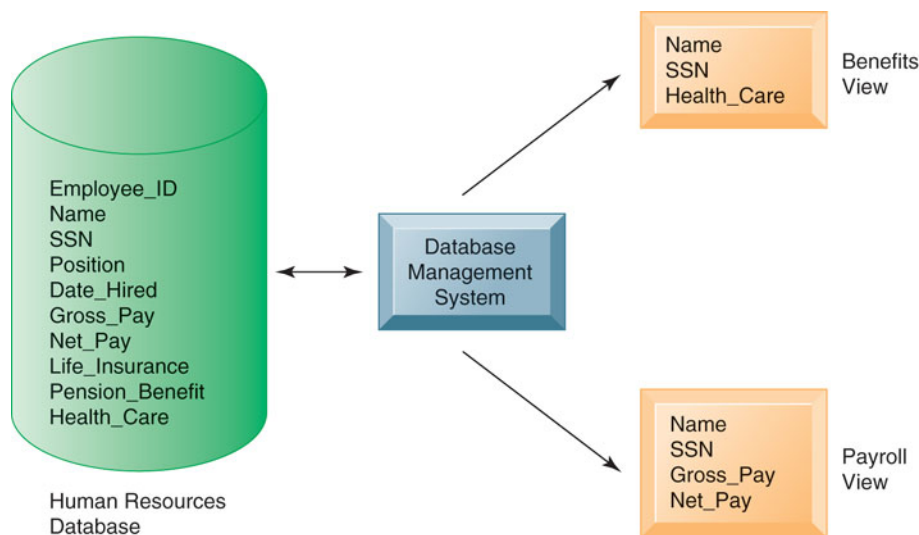 Employee_ID
Name
SSN
Position
Date_Hired
Gross_Pay
Net_Pay
Life_Insurance
Pension_Benefit
Health_Care
Human Resources
Database
Database
Management
System
Name
SSN
Health_Care
Benefits
View
Name
SSN
Gross_Pay
Net_Pay
Payroll
View